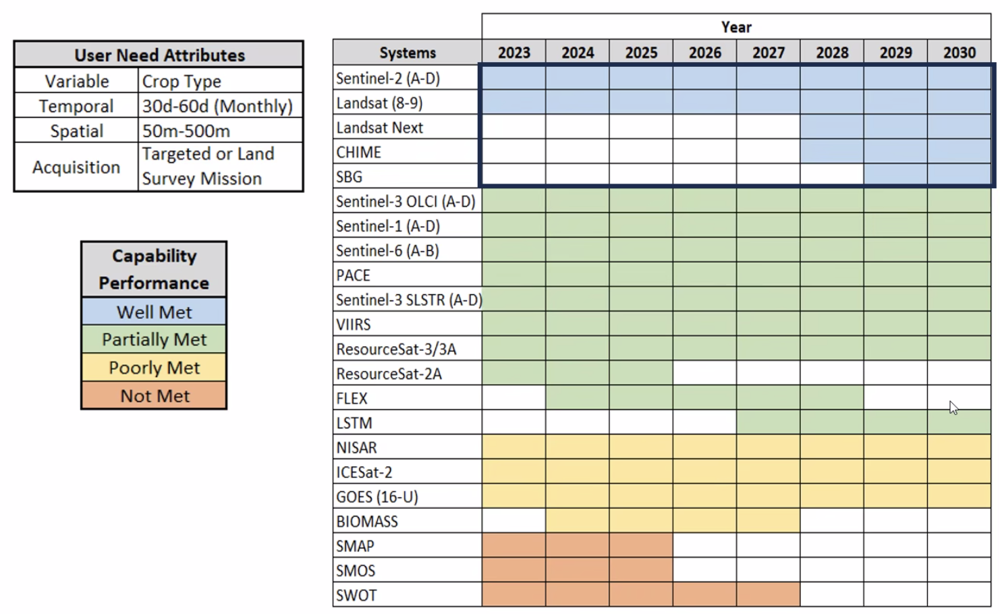 User Need Attributes
Variable Crop Type
Temporal 30d-60d (Monthly)
Spatial 50m-500m
Acquisition Targeted or Land
Survey Mission
Capability
Performance
Well Met
Partially Met
Poorly Met
Not Met
Year
Systems 2023 2024 2025 2026 2027 2028 2029 2030
Sentinel-2 (A-D)
Landsat (8-9)
Landsat Next
CHIME
SBG
Sentinel-3 OLCI (A-D)
Sentinel-1 (A-D)
Sentinel-6 (A-B)
PACE
Sentinel-3 SLSTR (A-D)
VIIRS
ResourceSat-3/3A
ResourceSat-2A
FLEX
LSTM
NISAR
ICESat-2
GOES (16-U)
BIOMASS
SMAP
SMOS
SWOT